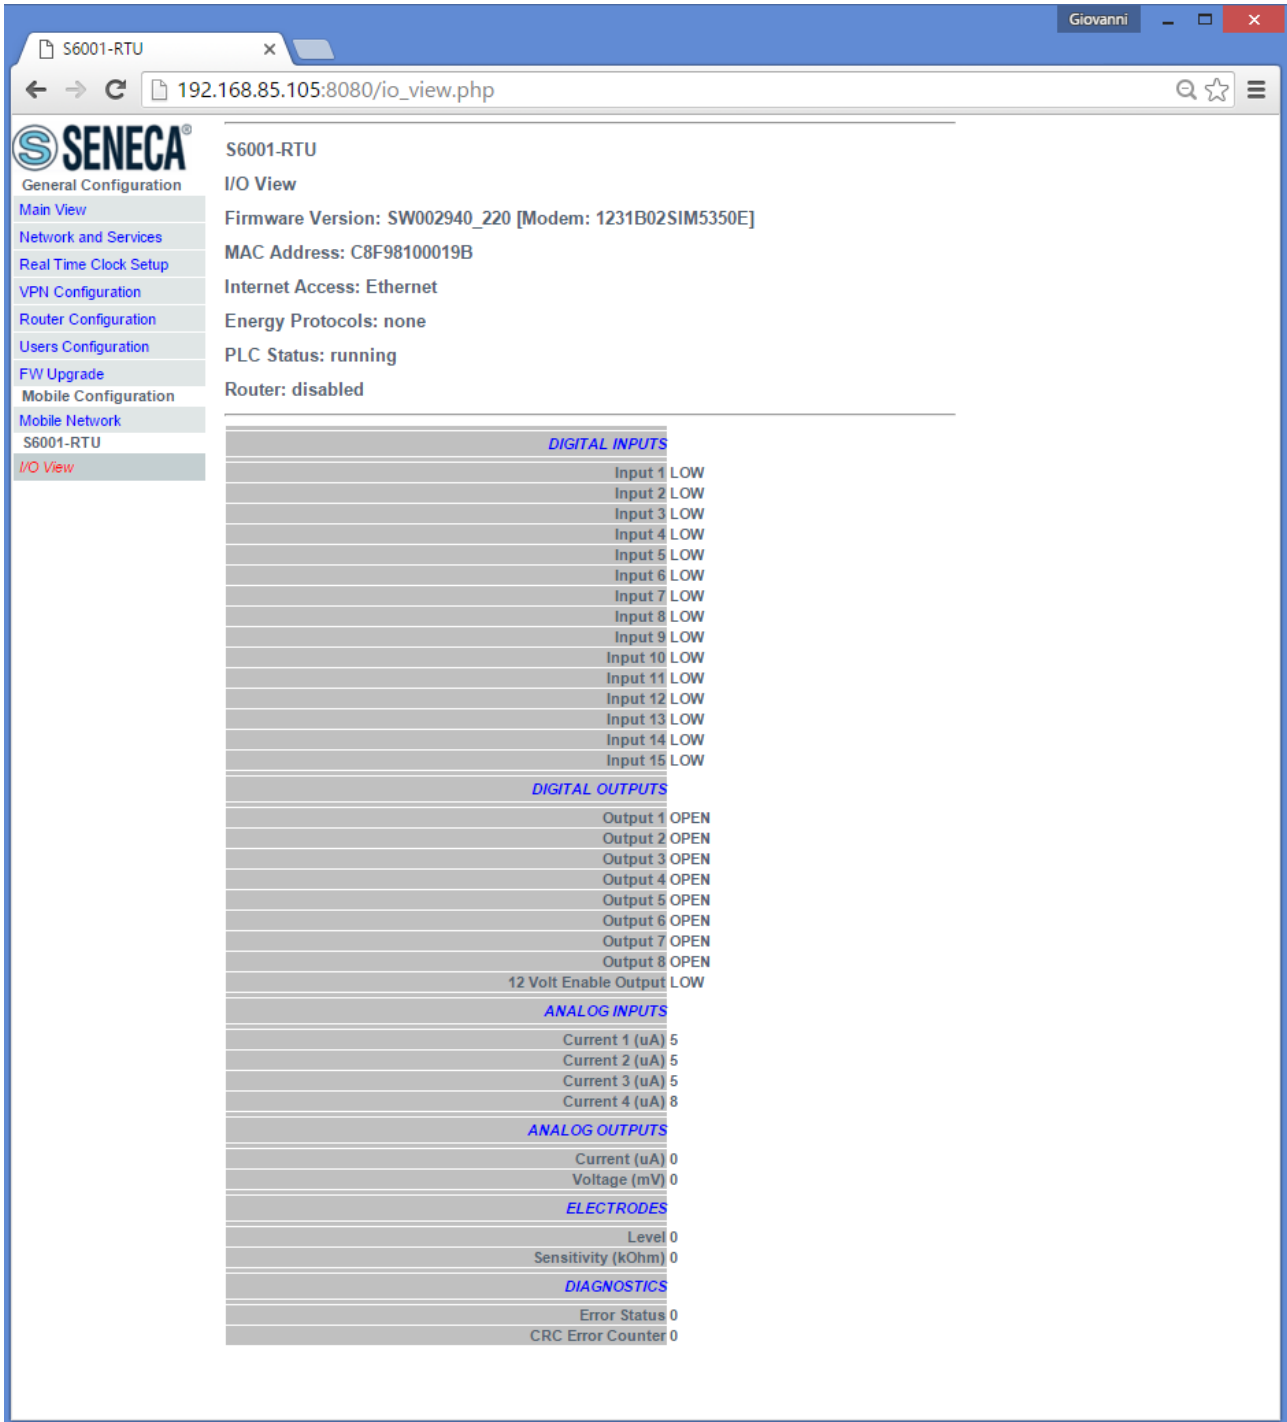 Giovanni
S6001-RTU
192.168.85.105:8080/io_view.php
S SENECA®
General Configuration
Main View
Network and Services
Real Time Clock Setup
VPN Configuration
Router Configuration
Users Configuration
FW Upgrade
Mobile Configuration
Mobile Network
S6001-RTU
I/O View
S6001-RTU
I/O View
Firmware Version: SW002940_220 [Modem: 1231B02SIM5350E]
MAC Address: C8F98100019B
Internet Access: Ethernet
Energy Protocols: none
PLC Status: running
Router: disabled
DIGITAL INPUTS
Input 1 LOW
Input 2 LOW
Input 3 LOW
Input 4 LOW
Input 5 LOW
Input 6 LOW
Input 7 LOW
Input 8 LOW
Input 9 LOW
Input 10 LOW
Input 11 LOW
Input 12 LOW
Input 13 LOW
Input 14 LOW
Input 15 LOW
DIGITAL OUTPUTS
Output 1 OPEN
Output 2 OPEN
Output 3 OPEN
Output 4 OPEN
Output 5 OPEN
Output 6 OPEN
Output 7 OPEN
Output 8 OPEN
12 Volt Enable Output LOW
ANALOG INPUTS
Current 1 (uA) 5
Current 2 (uA) 5
Current 3 (uA) 5
Current 4 (uA) 8
ANALOG OUTPUTS
Current (uA) 0
Voltage (mV) 0
ELECTRODES
Level 0
Sensitivity (kOhm) 0
DIAGNOSTICS
Error Status 0
CRC Error Counter 0